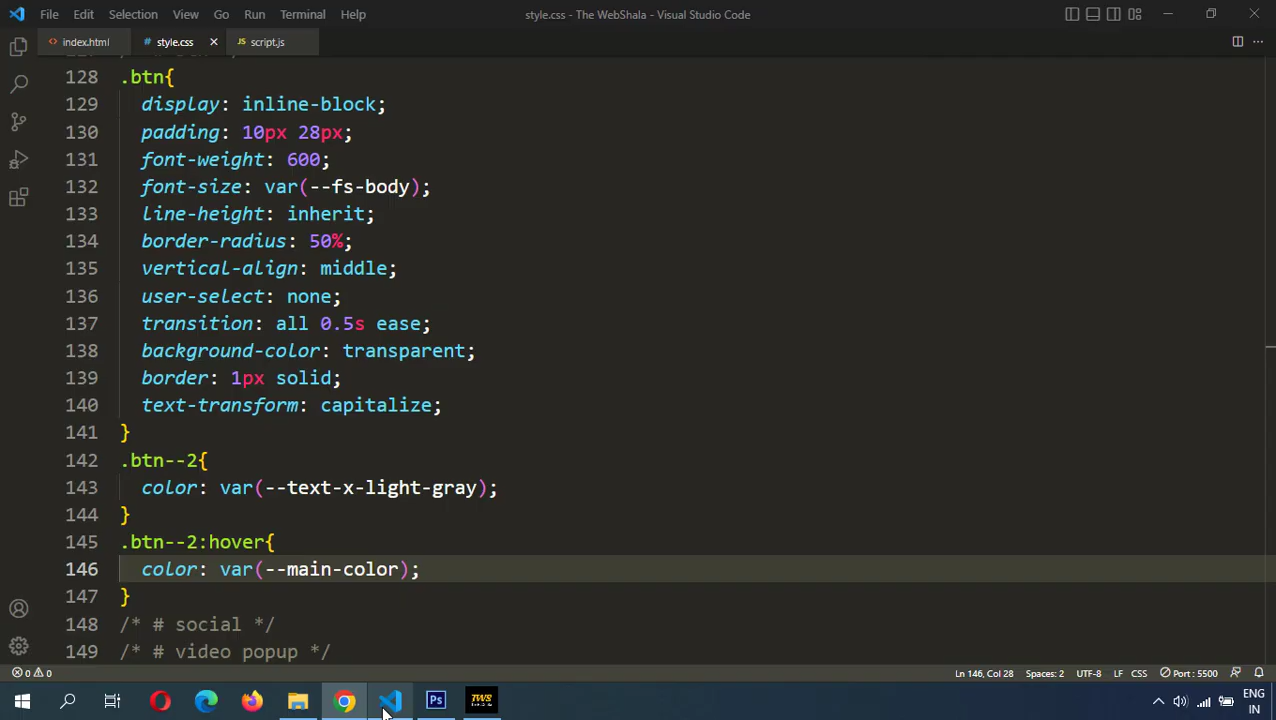 File Edit Selection View Go Run Terminal Help style.css - The WebShala - Visual Studio Code
index.html style.css script.js
128 .btn{
129 display: inline-block;
130 padding: 10px 28px;
131 font-weight: 600;
132 font-size: var(--fs-body);
133 line-height: inherit;
134 border-radius: 50%;
135 vertical-align: middle;
136 user-select: none;
137 transition: all 0.5s ease;
138 background-color: transparent;
139 border: 1px solid;
140 text-transform: capitalize;
141 }
142 .btn--2{
143 color: var(--text-x-light-gray);
144 }
145 .btn--2:hover{
146 color: var(--main-color);
147 }
148 /* # social */
149 /* # video popup */
0 0 Ln 146, Col 28 Spaces: 2 UTF-8 LF CSS Port : 5500
Ps TWS ENG
IN